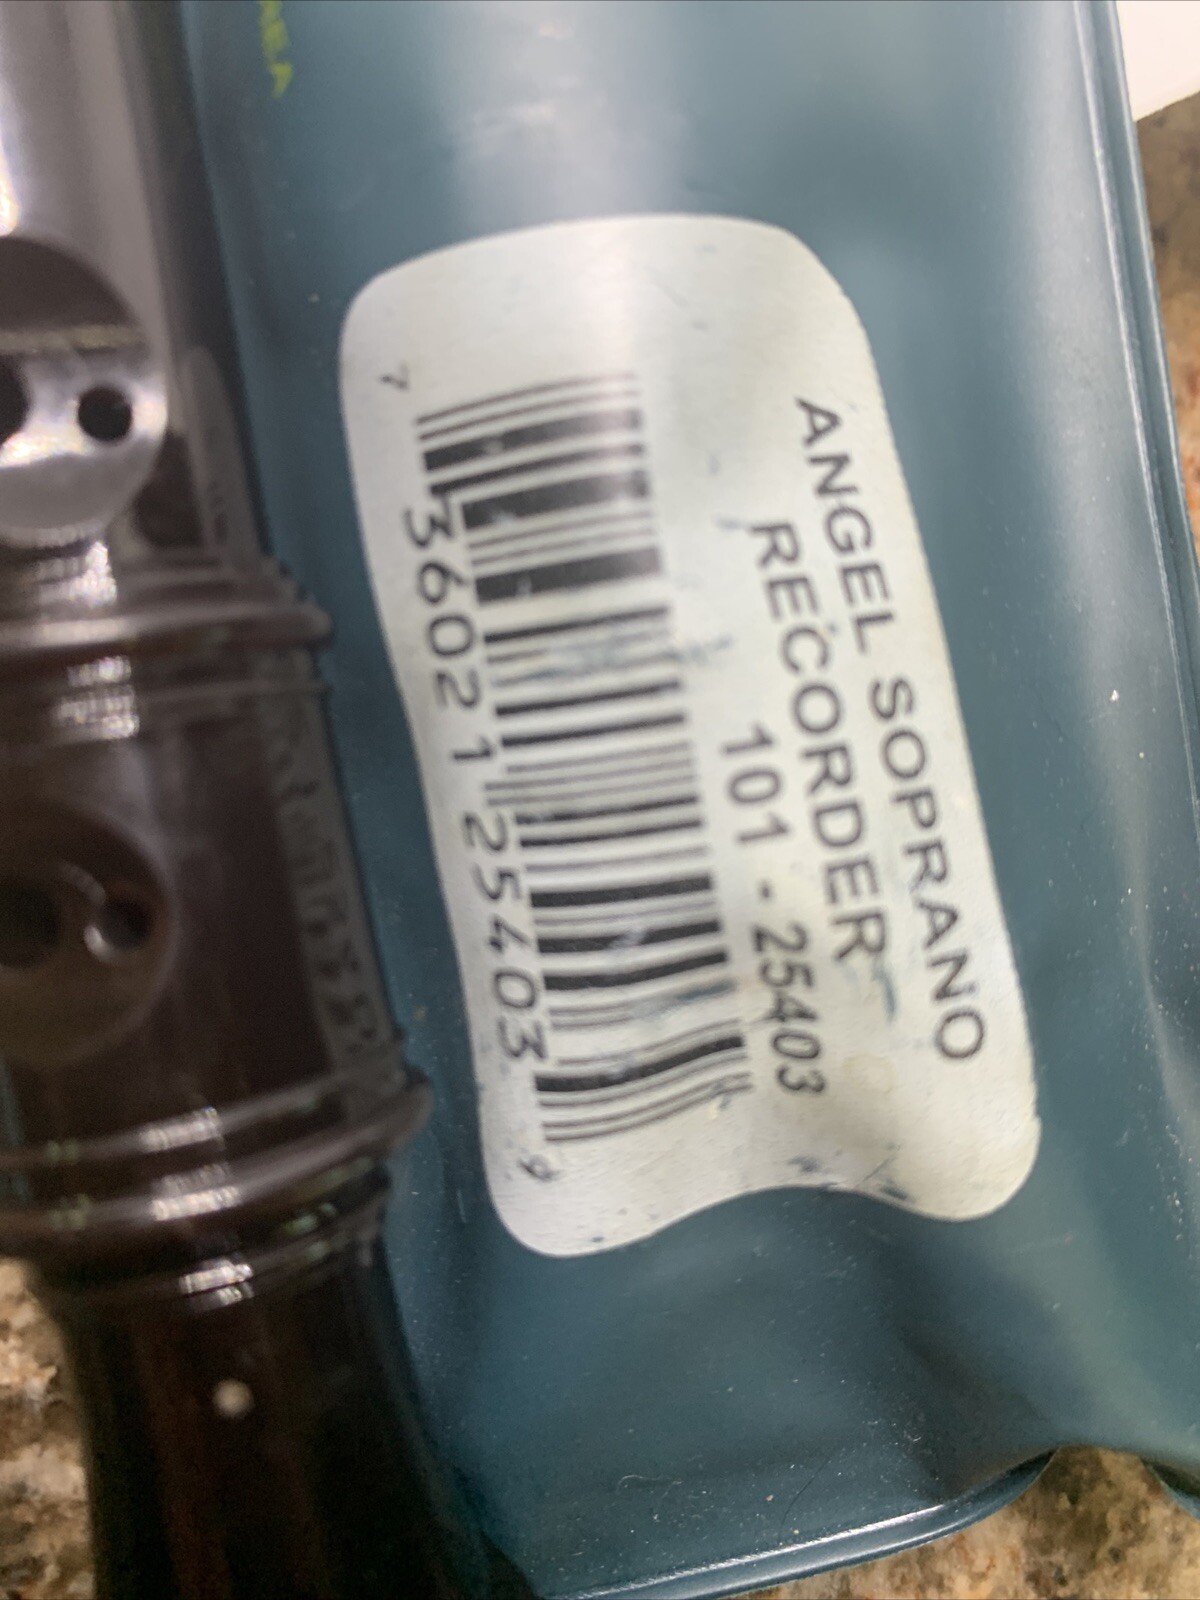 ANGEL SOPRANO
RECORDER
101 - 25403
7 36021 25403 9